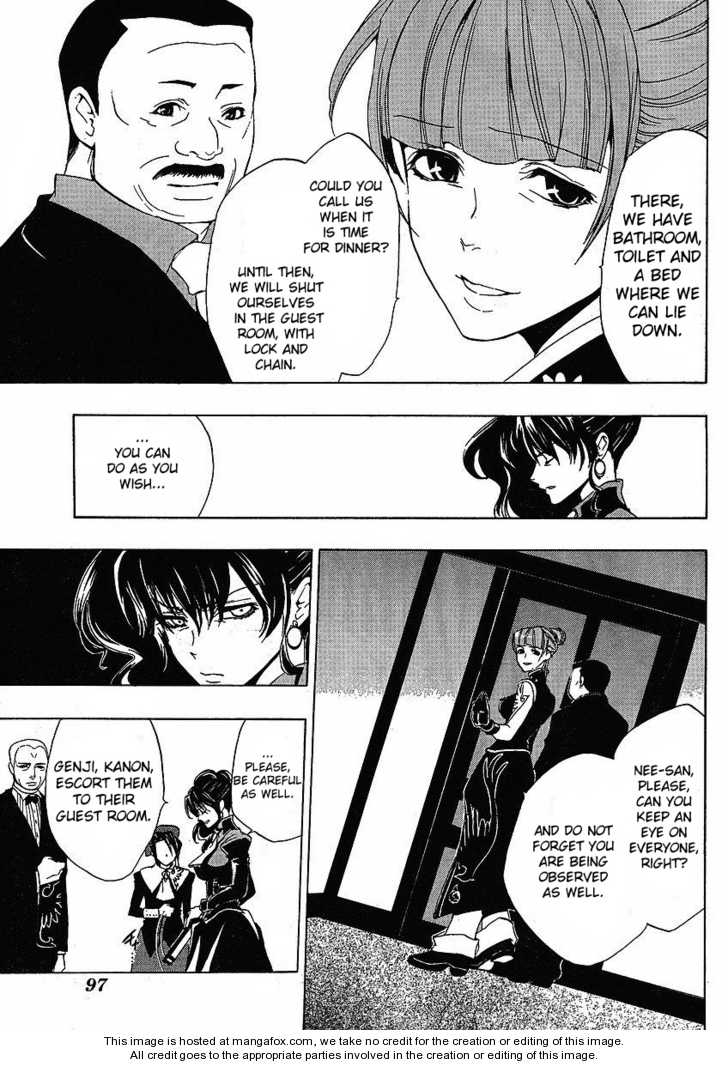 THERE,
WE HAVE
BATHROOM,
TOILET AND
A BED
WHERE WE
CAN LIE
DOWN.
COULD YOU
CALL US
WHEN IT
IS TIME
FOR DINNER?
UNTIL THEN,
WE WILL SHUT
OURSELVES
IN THE GUEST
ROOM, WITH
LOCK AND
CHAIN.
...
YOU CAN
DO AS YOU
WISH...
NEE-SAN,
PLEASE,
CAN YOU
KEEP AN
EYE ON
EVERYONE,
RIGHT?
AND DO NOT
FORGET YOU
ARE BEING
OBSERVED
AS WELL.
...
PLEASE,
BE CAREFUL
AS WELL.
GENJI, KANON,
ESCORT THEM
TO THEIR
GUEST ROOM.
97
This image is hosted at mangafox.com, we take no credit for the creation or editing of this image.
All credit goes to the appropriate parties involved in the creation or editing of this image.